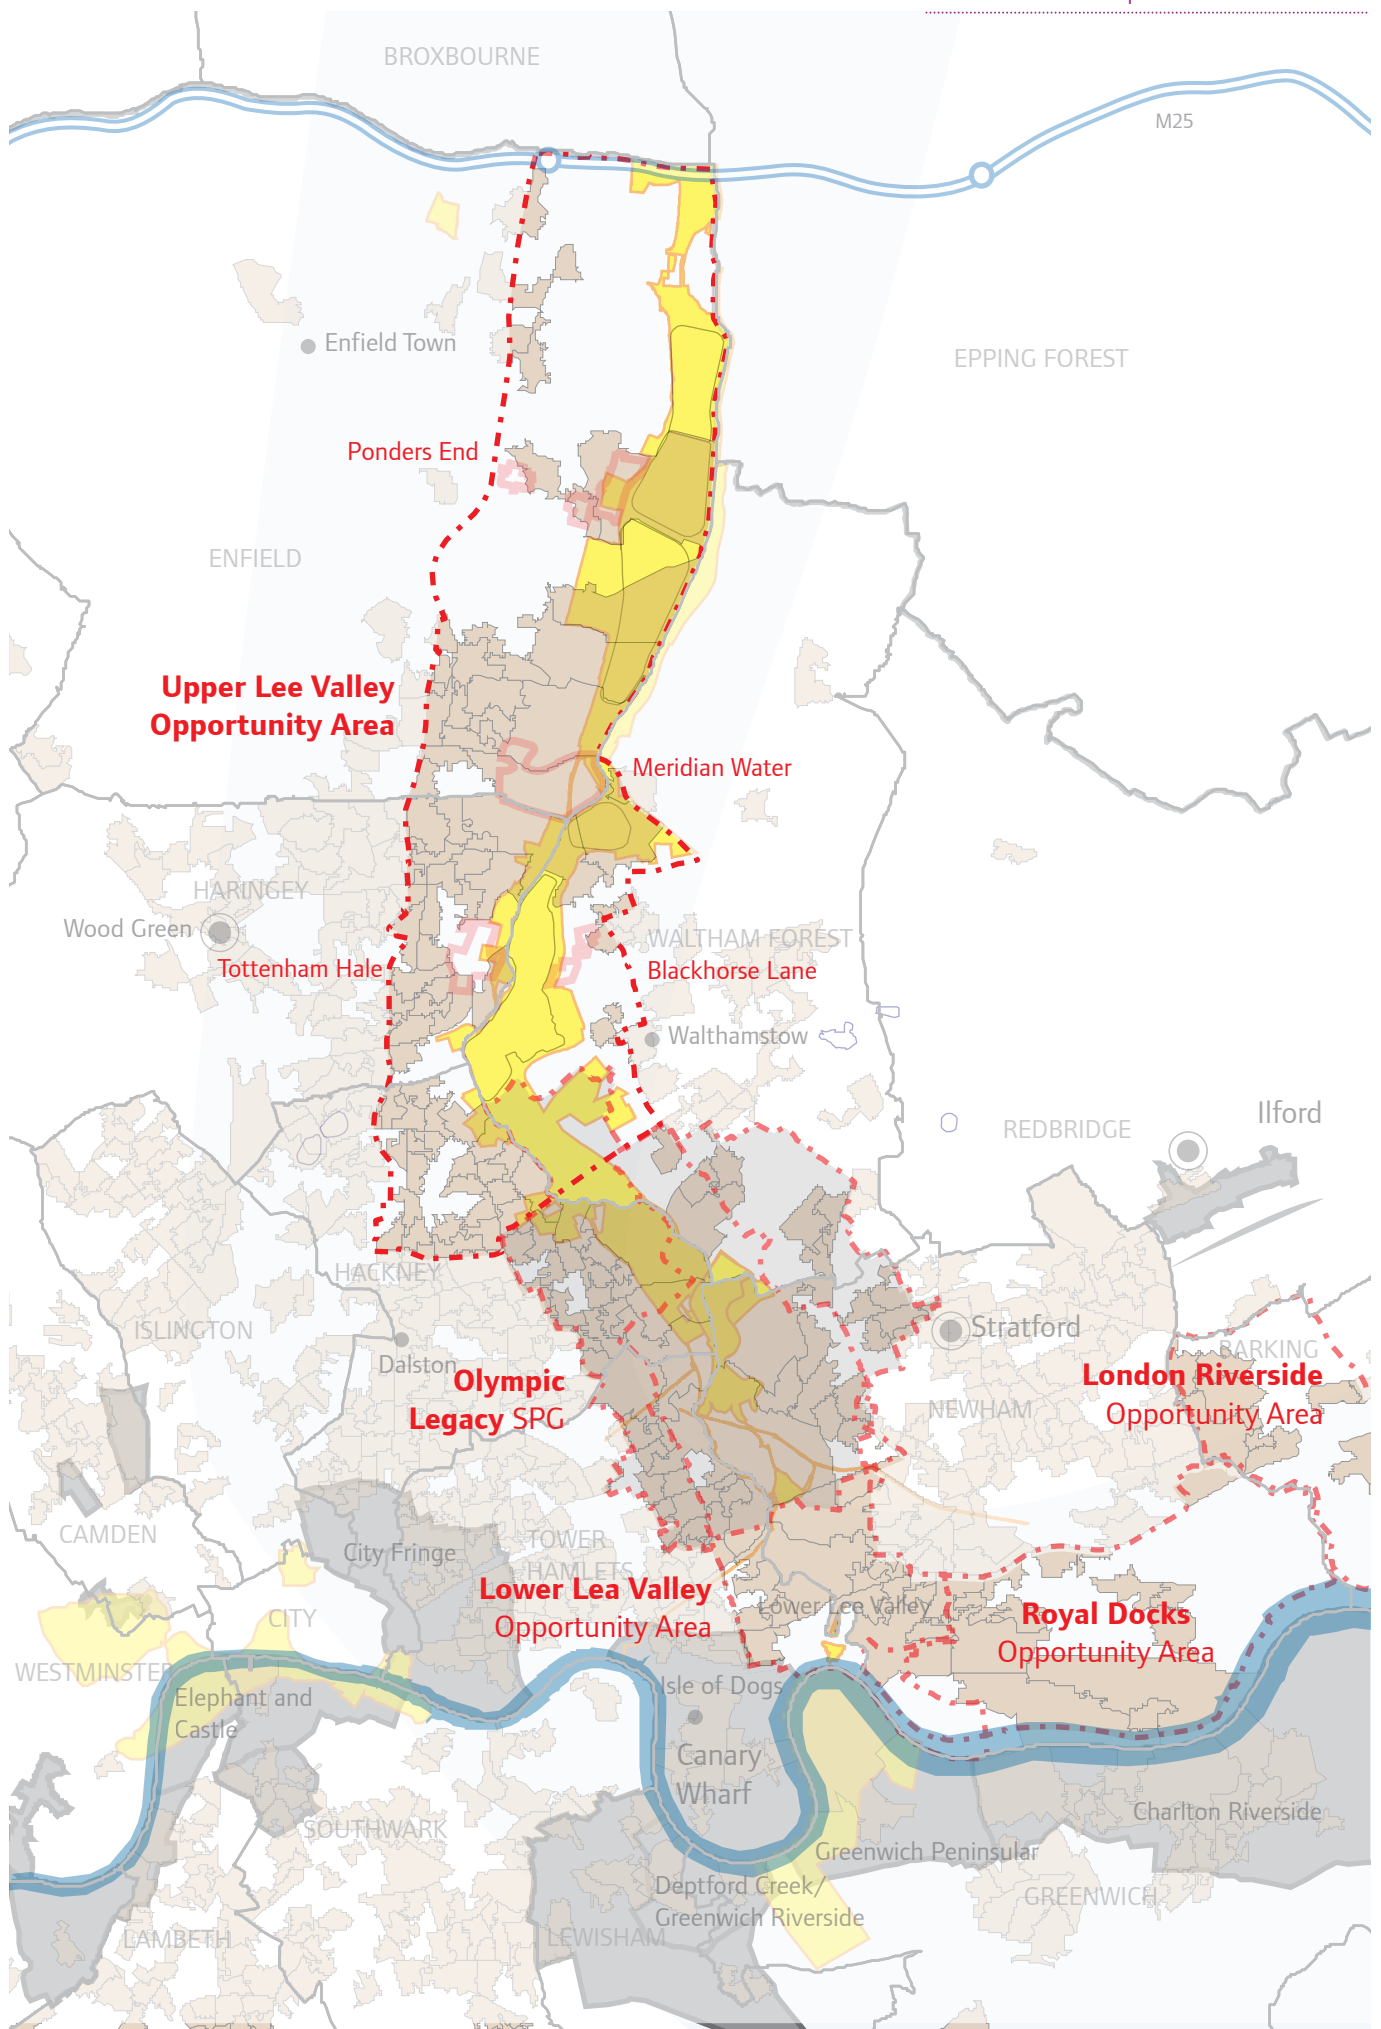 BROXBOURNE
M25
Enfield Town
EPPING FOREST
Ponders End
ENFIELD
Upper Lee Valley
Opportunity Area
Meridian Water
HARINGEY
Wood Green
WALTHAM FOREST
Tottenham Hale
Blackhorse Lane
Walthamstow
Ilford
REDBRIDGE
HACKNEY
ISLINGTON
Stratford
Dalston
BARKING
Olympic
Legacy SPG
London Riverside
Opportunity Area
NEWHAM
CAMDEN
City Fringe
TOWER
HAMLETS
Lower Lea Valley
Opportunity Area
Lower Lee Valley
Royal Docks
Opportunity Area
CITY
WESTMINSTER
Elephant and
Castle
Isle of Dogs
Canary
Wharf
Charlton Riverside
SOUTHWARK
Greenwich Peninsular
Deptford Creek/
Greenwich Riverside
GREENWICH
LAMBETH
LEWISHAM